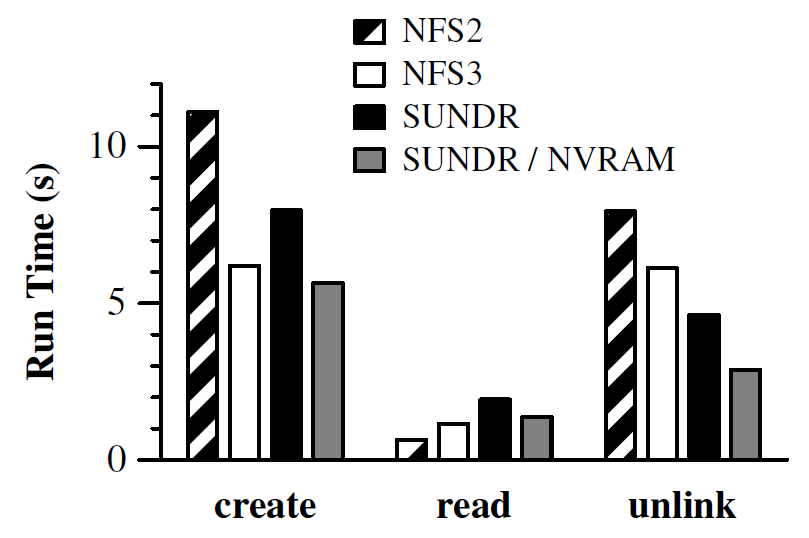 NFS2
NFS3
SUNDR
SUNDR / NVRAM
Run Time (s)
10
5
0
create read unlink